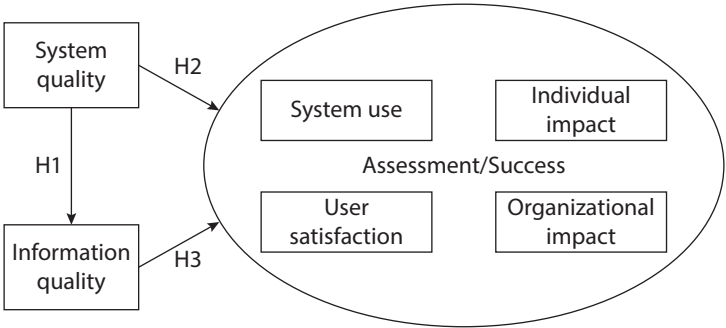 System
quality
H2
System use
Individual
impact
H1
Assessment/Success
User
satisfaction
Organizational
impact
Information
quality
H3